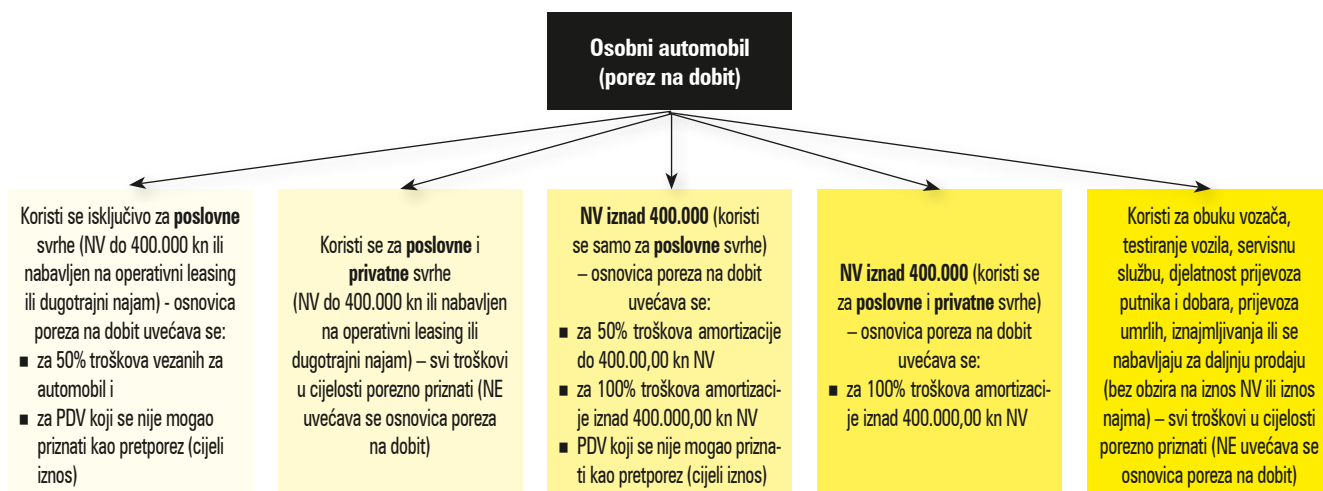 Osobni automobil
(porez na dobit)
Koristi se isključivo za poslovne
svrhe (NV do 400.000 kn ili
nabavljen na operativni leasing
ili dugotrajni najam) - osnovica
poreza na dobit uvećava se:
■ za 50% troškova vezanih za
automobil i
■ za PDV koji se nije mogao
priznati kao pretporez (cijeli
iznos)
Koristi se za poslovne i
privatne svrhe
(NV do 400.000 kn ili nabavljen
na operativni leasing ili
dugotrajni najam) – svi troškovi
u cijelosti porezno priznati (NE
uvećava se osnovica poreza
na dobit)
NV iznad 400.000 (koristi
se samo za poslovne svrhe)
– osnovica poreza na dobit
uvećava se:
■ za 50% troškova amortizacije
do 400.00,00 kn NV
■ za 100% troškova amortizaci-
je iznad 400.000,00 kn NV
■ PDV koji se nije mogao prizna-
ti kao pretporez (cijeli iznos)
NV iznad 400.000 (koristi se
za poslovne i privatne svrhe)
– osnovica poreza na dobit
uvećava se:
■ za 100% troškova amortizaci-
je iznad 400.000,00 kn NV
Koristi za obuku vozača,
testiranje vozila, servisnu
službu, djelatnost prijevoza
putnika i dobara, prijevoza
umrlih, iznajmljivanja ili se
nabavljaju za daljnju prodaju
(bez obzira na iznos NV ili iznos
najma) – svi troškovi u cijelosti
porezno priznati (NE uvećava se
osnovica poreza na dobit)